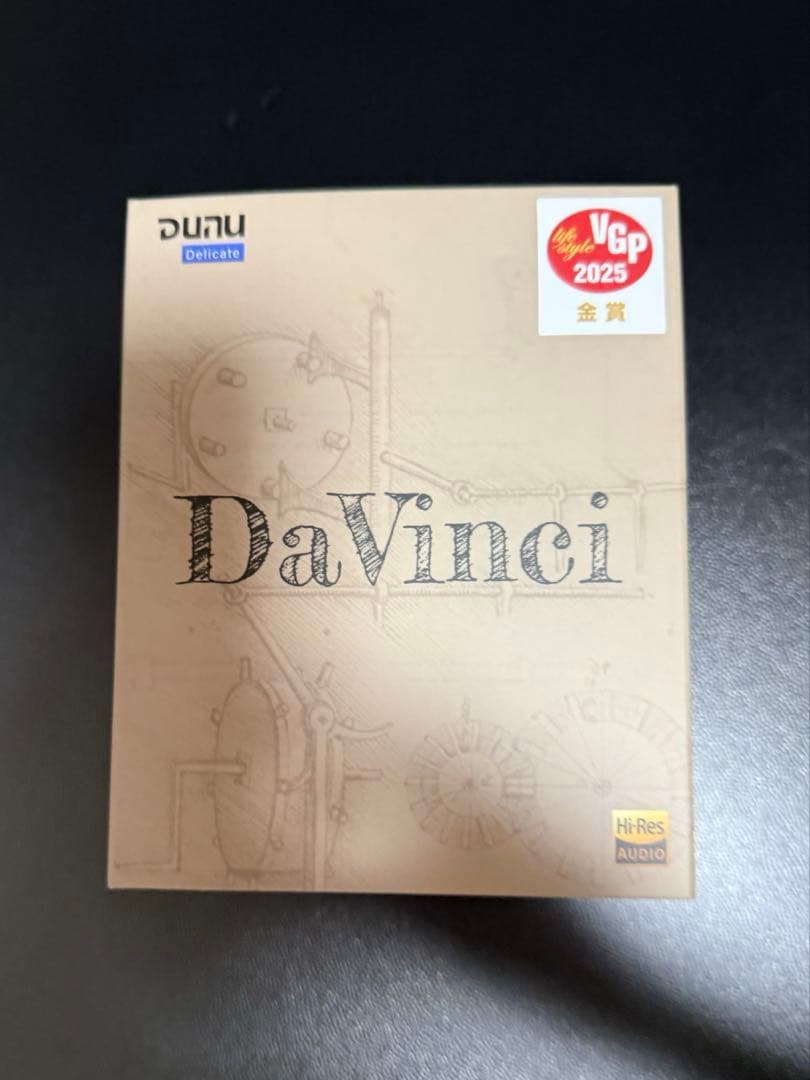 DUNU
Delicate
life style
VGP
2025
金賞
DaVinci
Hi-Res
AUDIO